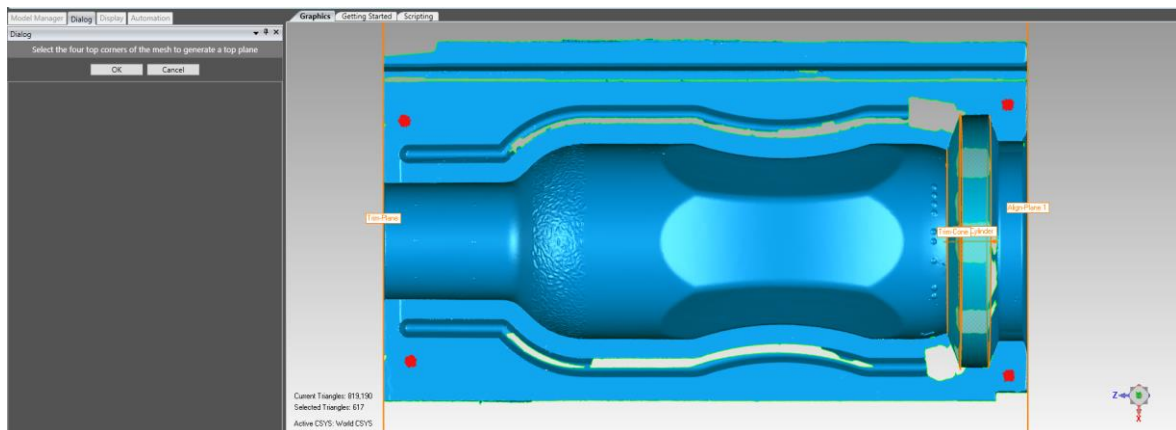 Model Manager Dialog Display Automation
Graphics Getting Started Scripting
Dialog
Select the four top corners of the mesh to generate a top plane
OK Cancel
Trim-Plane
Align-Plane 1
Trim-Cone Cylinder
Current Triangles: 819,190
Selected Triangles: 617
Active CSYS: World CSYS
Z
X